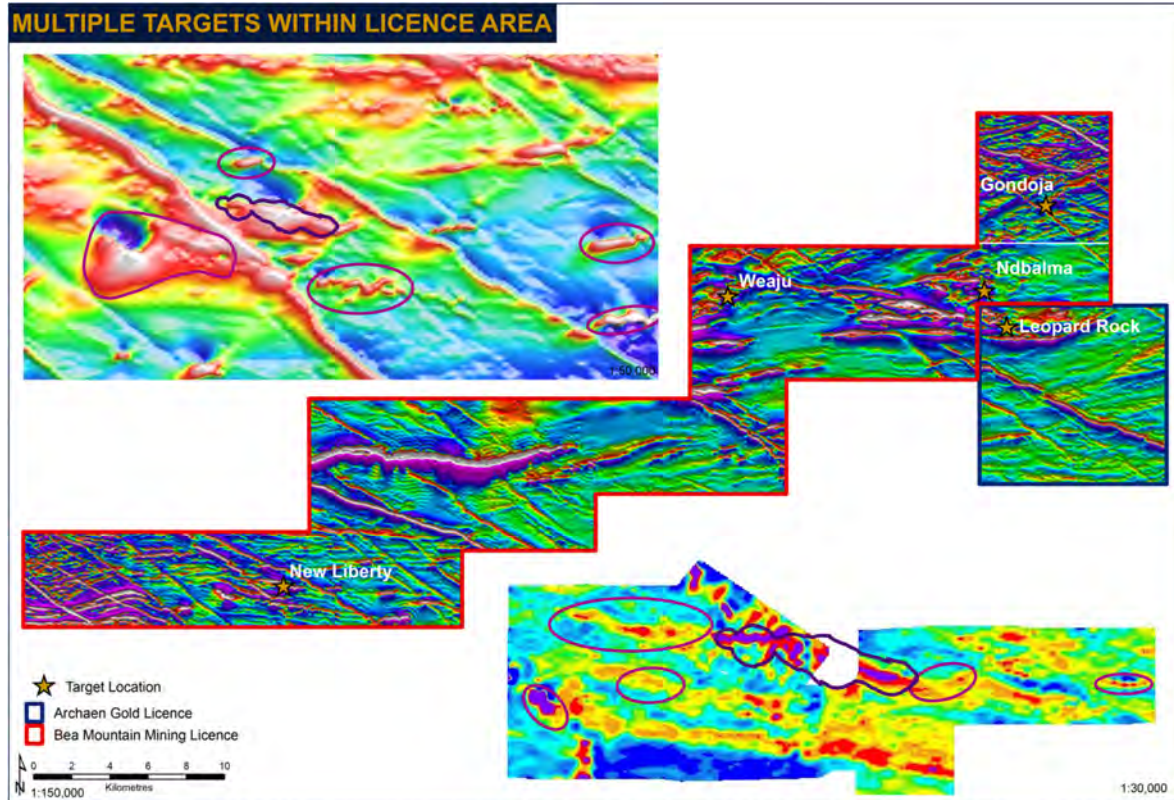 MULTIPLE TARGETS WITHIN LICENCE AREA
1:50,000
Gondoja
Ndbalma
Weaju
Leopard Rock
New Liberty
Target Location
Archaen Gold Licence
Bea Mountain Mining Licence
N
0 2 4 6 8 10
Kilometres
1:150,000
1:30,000